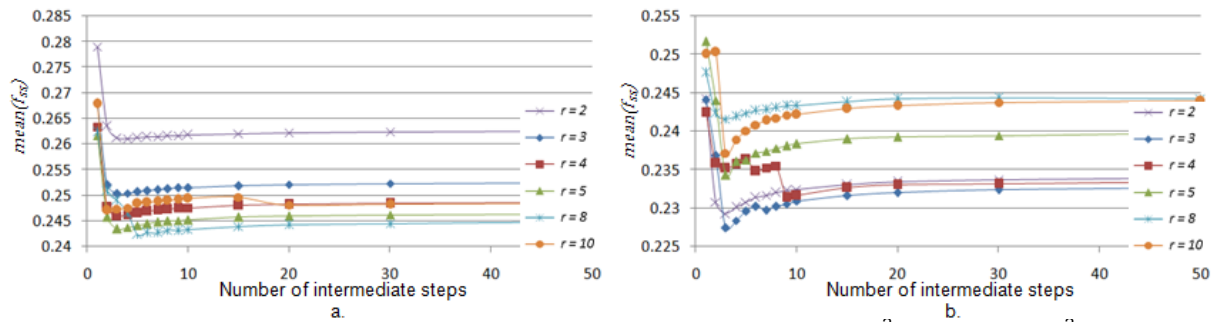 0.285
0.28
0.275
0.27
0.265
0.26
0.255
0.25
0.245
0.24
mean(f_sx)
0 10 20 30 40 50
Number of intermediate steps
a.
r = 2
r = 3
r = 4
r = 5
r = 8
r = 10
0.255
0.25
0.245
0.24
0.235
0.23
0.225
mean(f_sx)
0 10 20 30 40 50
Number of intermediate steps
b.
r = 2
r = 3
r = 4
r = 5
r = 8
r = 10